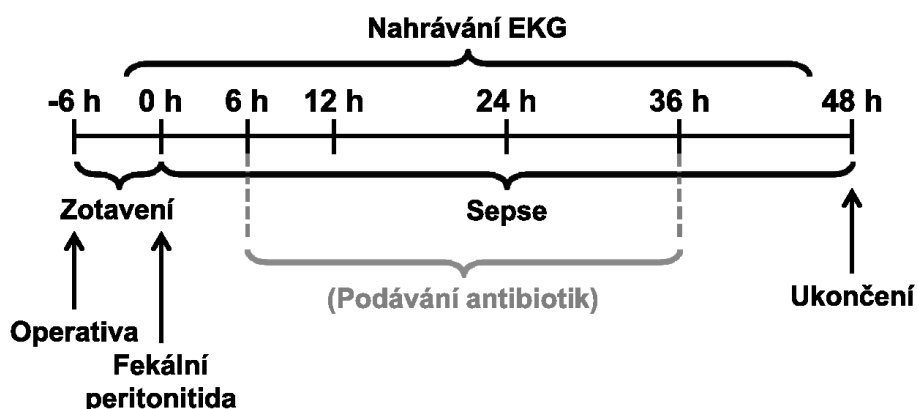 Nahrávání EKG
-6 h 0 h 6 h 12 h 24 h 36 h 48 h
Zotavení Sepse
(Podávání antibiotik)
Ukončení
Operativa
Fekální
peritonitida